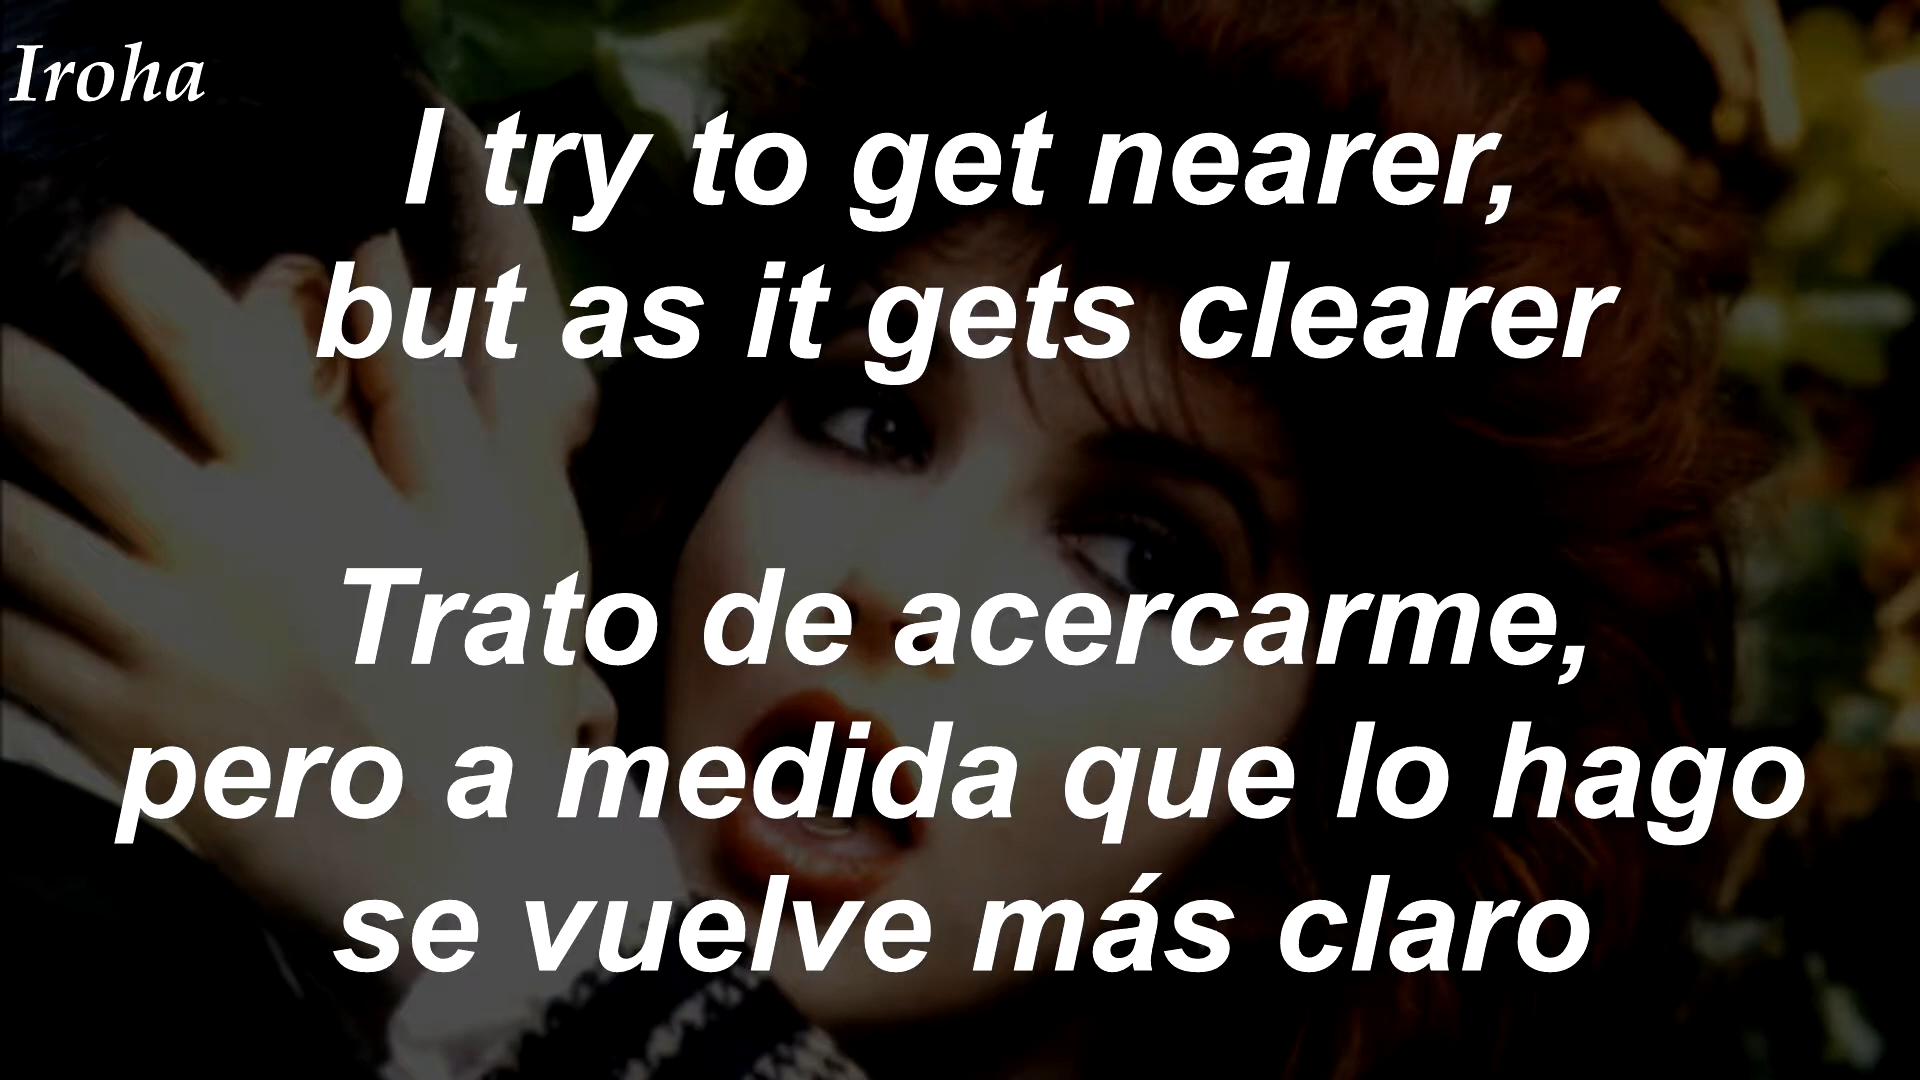 Iroha
I try to get nearer,
but as it gets clearer
Trato de acercarme,
pero a medida que lo hago
se vuelve más claro